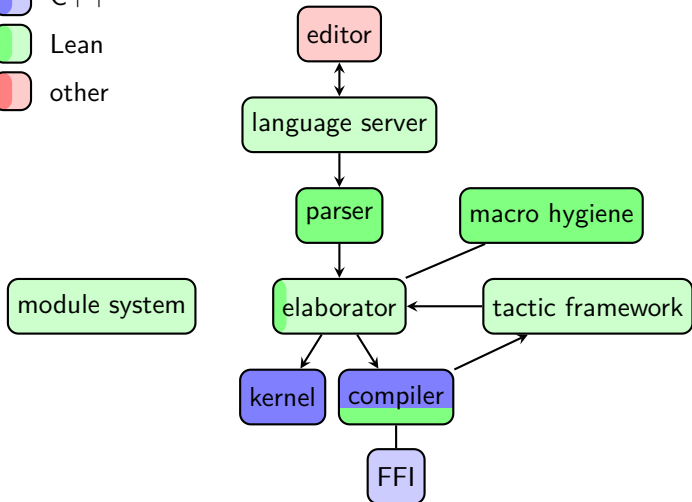 C++
Lean
other
editor
language server
parser
macro hygiene
module system
elaborator
tactic framework
kernel
compiler
FFI